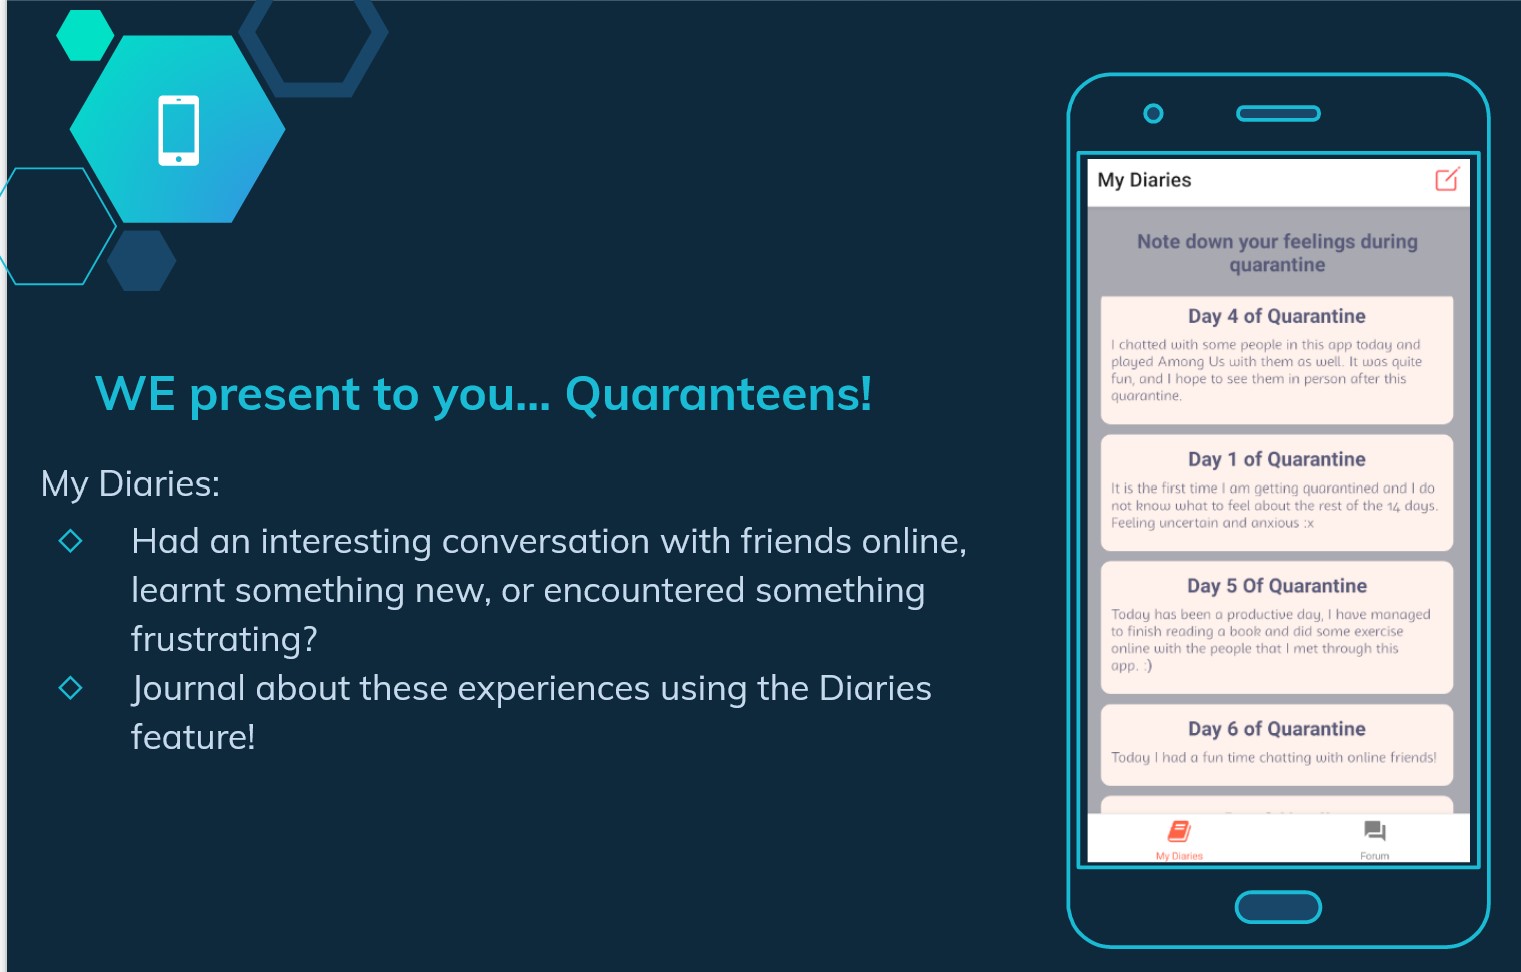 WE present to you... Quaranteens!
My Diaries:
Had an interesting conversation with friends online,
learnt something new, or encountered something
frustrating?
Journal about these experiences using the Diaries
feature!
My Diaries
Note down your feelings during
quarantine
Day 4 of Quarantine
I chatted with some people in this app today and
played Among Us with them as well. It was quite
fun, and I hope to see them in person after this
quarantine.
Day 1 of Quarantine
It is the first time I am getting quarantined and I do
not know what to feel about the rest of the 14 days.
Feeling uncertain and anxious :x
Day 5 Of Quarantine
Today has been a productive day, I have managed
to finish reading a book and did some exercise
online with the people that I met through this
app. :)
Day 6 of Quarantine
Today I had a fun time chatting with online friends!
My Diaries
Forum